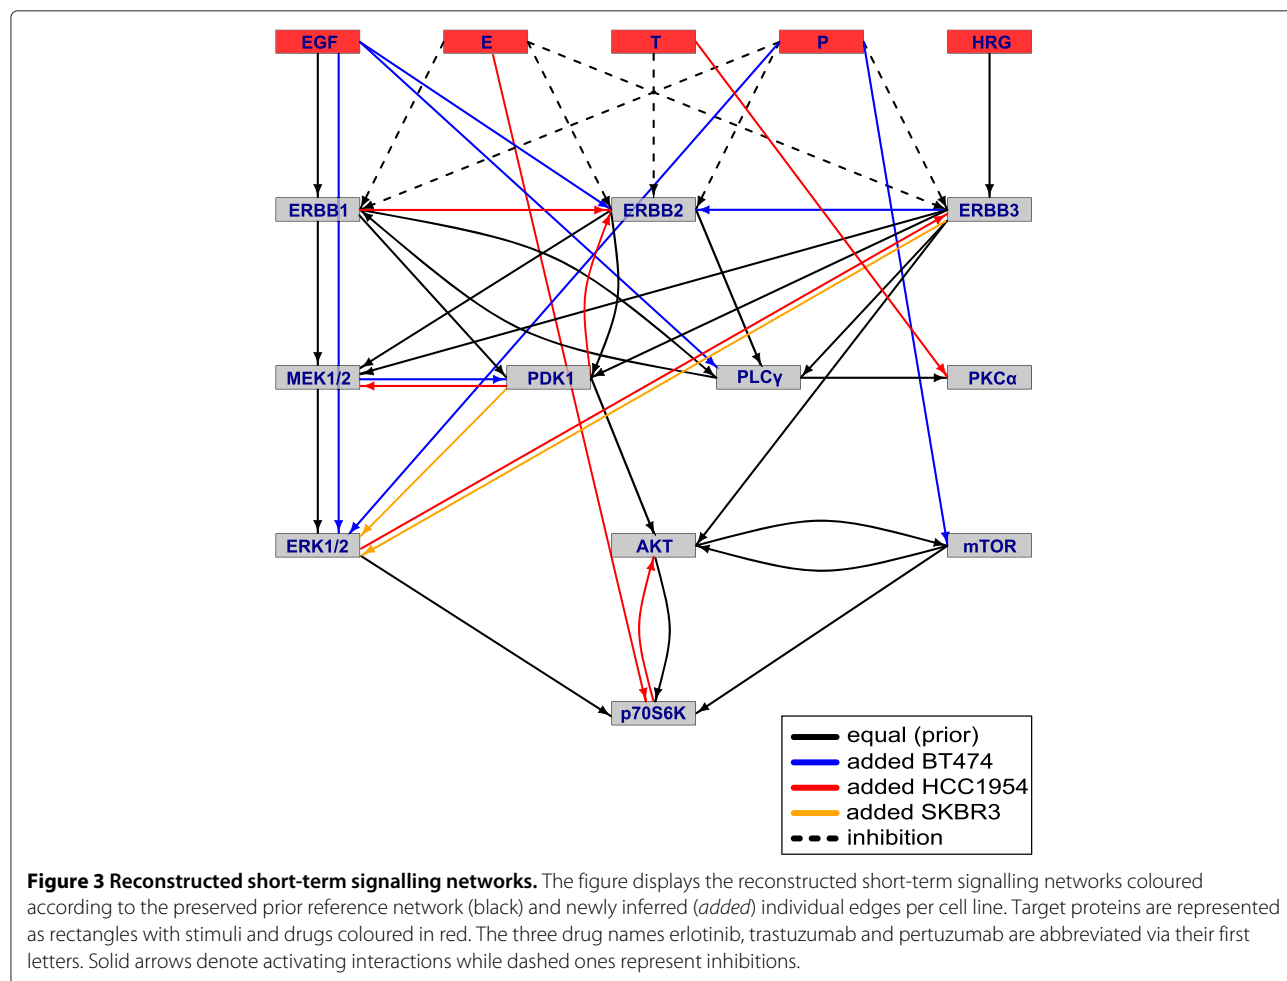 EGF E T P HRG
ERBB1 ERBB2 ERBB3
MEK1/2 PDK1 PLCγ PKCα
ERK1/2 AKT mTOR
p70S6K
equal (prior)
added BT474
added HCC1954
added SKBR3
inhibition
Figure 3 Reconstructed short-term signalling networks. The figure displays the reconstructed short-term signalling networks coloured
according to the preserved prior reference network (black) and newly inferred (added) individual edges per cell line. Target proteins are represented
as rectangles with stimuli and drugs coloured in red. The three drug names erlotinib, trastuzumab and pertuzumab are abbreviated via their first
letters. Solid arrows denote activating interactions while dashed ones represent inhibitions.